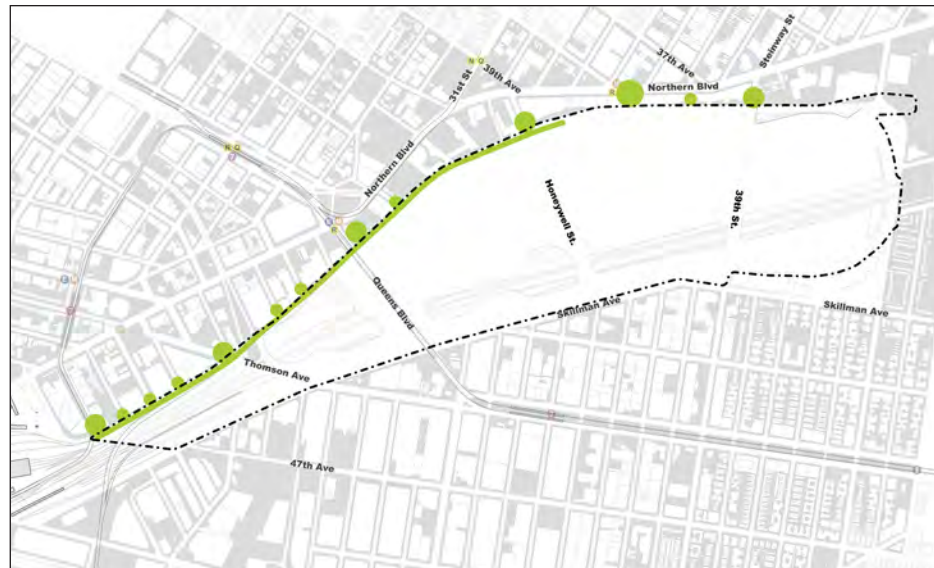 Steinway St
37th Ave
N Q
39th Ave
31st St
Northern Blvd
R
N Q
7
Northern Blvd
Honeywell St.
39th St.
R
Queens Blvd
Skillman Ave
Skillman Ave
Thomson Ave
47th Ave